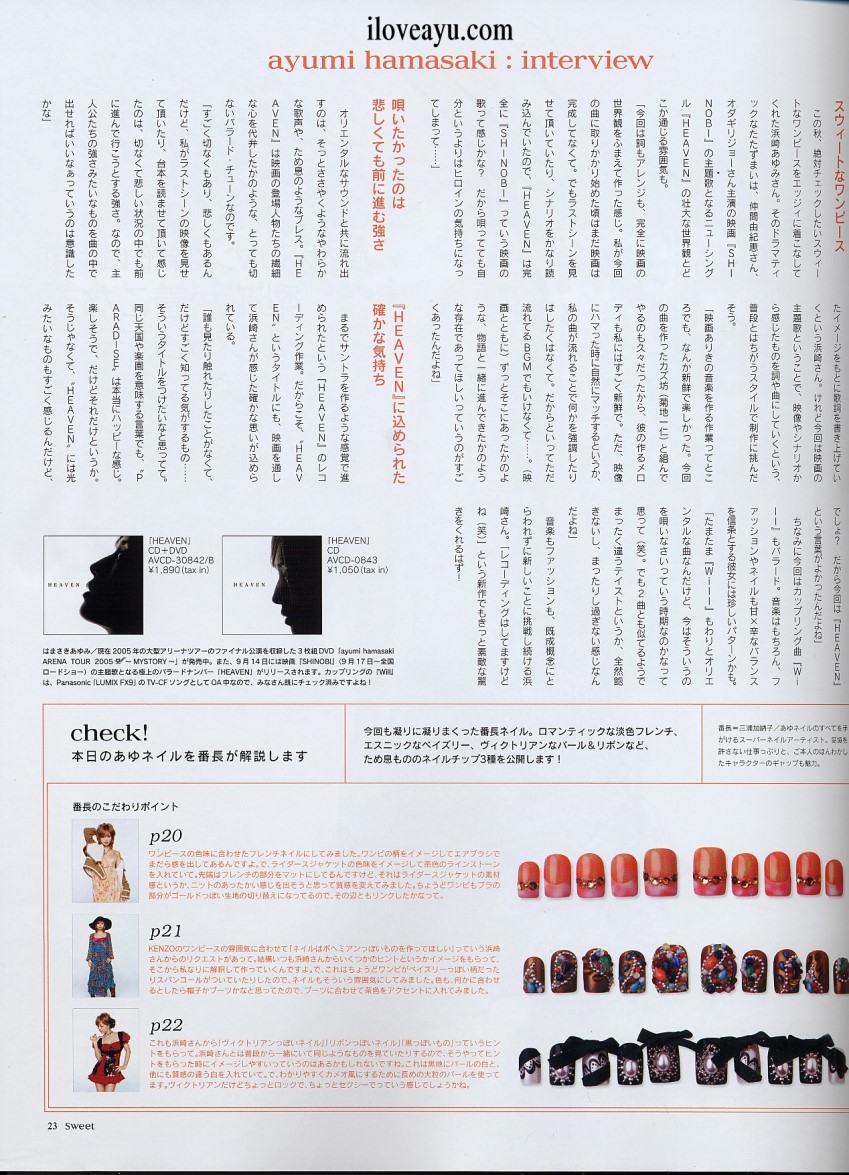 iloveayu.com
ayumi hamasaki : interview
スウィートなワンピース
この秋、絶対チェックしたいスウィー
トなワンピースをエッジィに着こなして
くれた浜崎あゆみさん。そのドラマティ
ックなたたずまいは、仲間由紀恵さん、
オダギリジョーさん主演の映画『SHI
NOBI』の主題歌となるニューシング
ル『HEAVEN』の壮大な世界観とど
こか通じる雰囲気も。
「今回は詞もアレンジも、完全に映画の
世界観をふまえて作った感じ。私が今回
の曲に取りかかり始めた頃はまだ映画は
完成してなくて。でもラストシーンを見
せて頂いていたり、シナリオをかなり読
み込んでいたので、『HEAVEN』は完
全に『SHINOBI』っていう映画の
歌って感じかな？　だから唄ってても自
分というよりはヒロインの気持ちになっ
てしまって……」
唄いたかったのは
悲しくても前に進む強さ
オリエンタルなサウンドと共に流れ出
すのは、そっとささやくようなやわらか
な歌声や、ため息のようなブレス。『HE
AVEN』は映画の登場人物たちの繊細
な心を代弁したかのような、とっても切
ないバラード・チューンなのです。
「すごく切なくもあり、悲しくもあるん
だけど、私がラストシーンの映像を見せ
て頂いたり、台本を読ませて頂いて感じ
たのは、切なくて悲しい状況の中でも前
に進んで行こうとする強さ。なので、主
人公たちの強さみたいなものを曲の中で
出せればいいなぁっていうのは意識した
かな」
たイメージをもとに歌詞を書き上げてい
くという浜崎さん。けれど今回は映画の
主題歌ということで、映像やシナリオか
ら感じたものを詞や曲にしていくという、
普段とはちがうスタイルで制作に挑んだ
そう。
「映画ありきの音楽を作る作業ってとこ
ろでも、なんか新鮮で楽しかった。今回
の曲を作ったカズ坊（菊地一仁）と組んで
やるのも久々だったから、彼の作るメロ
ディも私にはすごく新鮮で。ただ、映像
にハマった時に自然にマッチするというか、
私の曲が流れることで何かを強調したり
はしたくはなくて。だからといってただ
流れてるBGMでもいけなくて……。（映
画とともに）ずっとそこにあったかのよ
うな、物語と一緒に進んできたかのよう
な存在であってほしいっていうのがすご
くあったんだよね」
『HEAVEN』に込められた
確かな気持ち
まるでサントラを作るような感覚で進
められたという『HEAVEN』のレコ
ーディング作業。だからこそ、“HEAV
EN”というタイトルにも、映画を通し
て浜崎さんが感じた確かな思いが込めら
れている。
「誰も見たり触れたりしたことがなくて、
だけどすごく知ってる気がするもの……
そういうタイトルをつけたいなと思ってて。
同じ天国や楽園を意味する言葉でも、“P
ARADISE”は本当にハッピーな感じ。
楽しそうで、だけどそれだけというか。
そうじゃなくて、“HEAVEN”には光
みたいなものもすごく感じるんだけど、
でしょ？　だから今回は『HEAVEN』
という言葉がよかったんだよね」
ちなみに今回はカップリング曲『Wi
ll』もバラード。音楽はもちろん、フ
ァッションやネイルも甘×辛なバランス
を信条とする彼女には珍しいパターンかも。
「たまたま『Will』もわりとオリエ
ンタルな曲なんだけど、今はそういうの
を唄いなさいっていう時期なのかなって
思って（笑）。でも2曲とも似てるようで
まったく違うテイストというか、全然飽
きないし、まったりし過ぎない感じなん
だよね」
音楽もファッションも、既成概念にと
らわれずに新しいことに挑戦し続ける浜
崎さん。「レコーディングはしてますけど
ね（笑）」という新作でもきっと素敵な驚
きをくれるはず！
HEAVEN
「HEAVEN」
CD+DVD
AVCD-30842/B
¥1,890(tax in)
HEAVEN
「HEAVEN」
CD
AVCD-0843
¥1,050(tax in)
はまさきあゆみ／現在2005年の大型アリーナツアーのファイナル公演を収録した3枚組DVD「ayumi hamasaki
ARENA TOUR 2005 〜MY STORY〜」が発売中。また、9月14日には映画「SHINOBI」（9月17日〜全国
ロードショー）の主題歌となる極上のバラードナンバー「HEAVEN」がリリースされます。カップリングの「Will」
は、Panasonic「LUMIX FX9」のTV-CFソングとしてOA中なので、みなさん既にチェック済みですよね！
check!
本日のあゆネイルを番長が解説します
今回も凝りに凝りまくった番長ネイル。ロマンティックな淡色フレンチ、
エスニックなペイズリー、ヴィクトリアンなパール＆リボンなど、
ため息もののネイルチップ3種を公開します！
番長＝三浦加納子／あゆネイルのすべてを手
がけるスーパーネイルアーティスト。妥協を
許さない仕事っぷりと、ご本人のほんわかし
たキャラクターのギャップも魅力。
番長のこだわりポイント
p20
ワンピースの色味に合わせたフレンチネイルにしてみました。ワンピの柄をイメージしてエアブラシで
まだら感を出してあるんですよ。で、ライダースジャケットの色味をイメージして茶色のラインストーン
を入れていて。先端はフレンチの部分をマットにしてるんですけど、それはライダースジャケットの素材
感というか、ニットのあったかい感じを出そうと思って質感を変えてみました。ちょうどワンピもブラの
部分がゴールドっぽい生地の切り替えになってるので、その辺ともリンクしたかなって。
p21
KENZOのワンピースの雰囲気に合わせて「ネイルはボヘミアンっぽいものを作ってほしい」っていう浜崎
さんからのリクエストがあって。結構いつも浜崎さんからいくつかのヒントというかイメージをもらって、
そこから私なりに解釈して作っていくんですよ。で、これはちょうどワンピがペイズリーっぽい柄だった
りスパンコールがついていたりしたので、ネイルもそういう雰囲気にしてみました。色も、何かに合わせ
るとしたら帽子かブーツかなと思ってたので、ブーツに合わせて茶色をアクセントに入れてみました。
p22
これも浜崎さんから「ヴィクトリアンっぽいネイル」「リボンっぽいネイル」「黒っぽいもの」っていうヒン
トをもらって。浜崎さんとは普段から一緒にいて同じようなものを見ていたりするので、そうやってヒン
トをもらった時にイメージしやすいっていうのはあるかもしれないですね。これは黒地にパールの白と、
他にも質感の違う白を入れていて。で、わかりやすくカメオ風にするために長めの大粒のパールを使って
ます。ヴィクトリアンだけどちょっとロックで、ちょっとセクシーでっていう感じでしょうかね。
23 Sweet